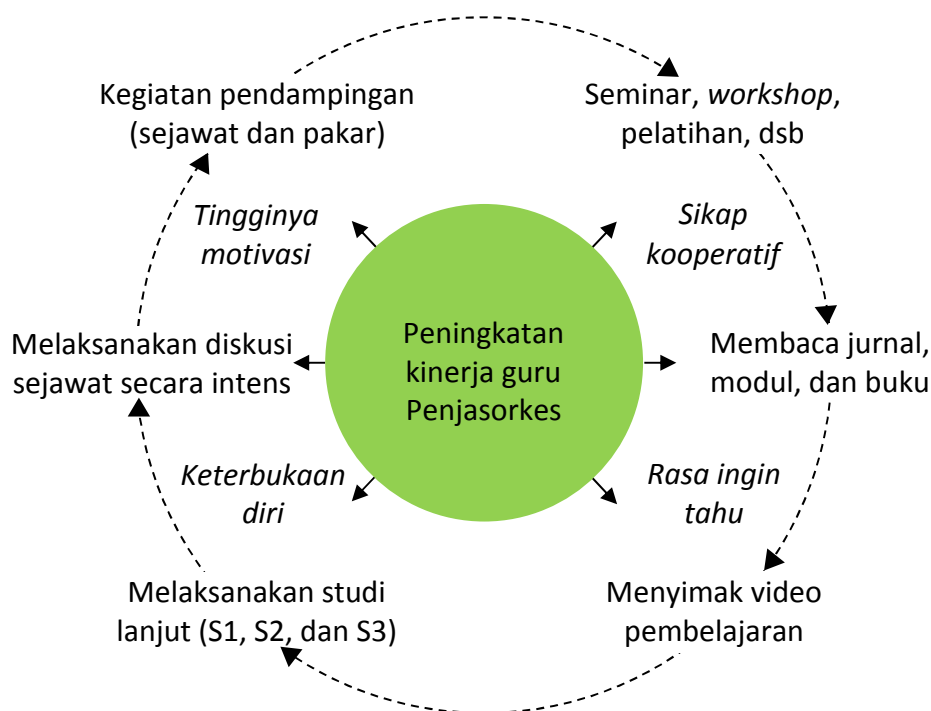 Kegiatan pendampingan
(sejawat dan pakar)
Seminar, workshop,
pelatihan, dsb
Tingginya
motivasi
Sikap
kooperatif
Melaksanakan diskusi
sejawat secara intens
Peningkatan
kinerja guru
Penjasorkes
Membaca jurnal,
modul, dan buku
Keterbukaan
diri
Rasa ingin
tahu
Melaksanakan studi
lanjut (S1, S2, dan S3)
Menyimak video
pembelajaran